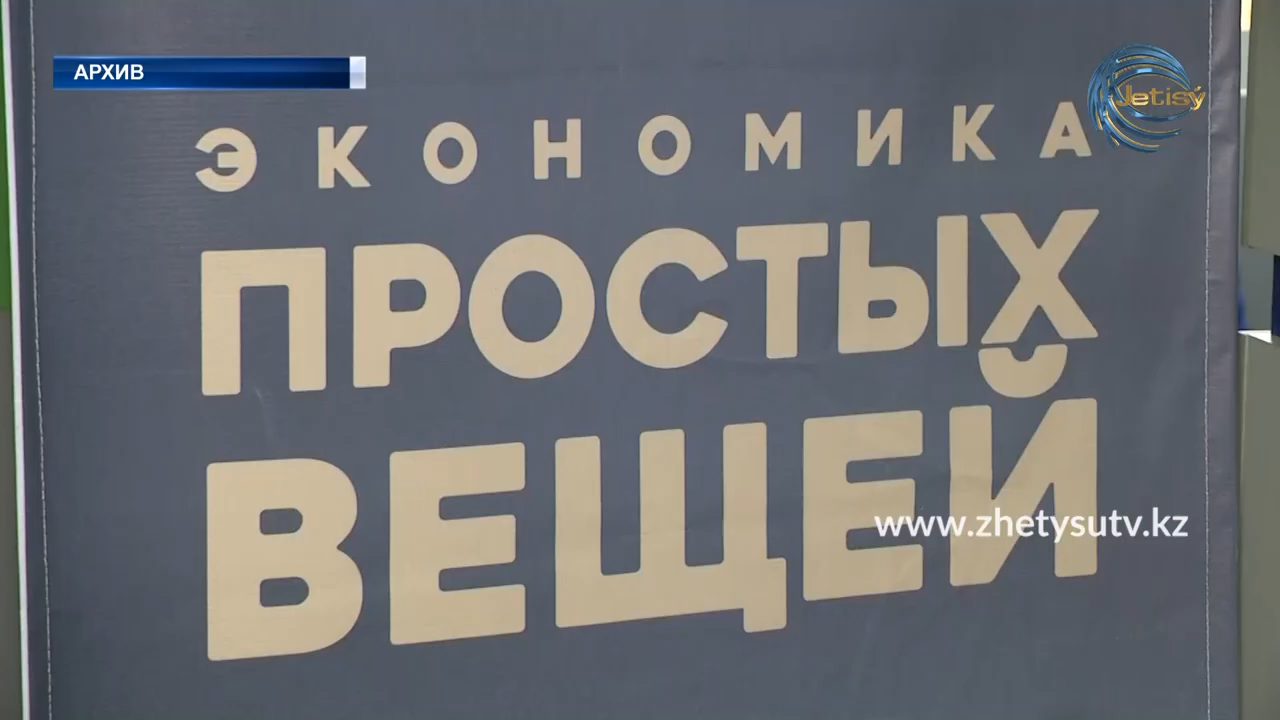 АРХИВ
Jetisý
ЭКОНОМИКА
ПРОСТЫХ
ВЕЩЕЙ
www.zhetysutv.kz